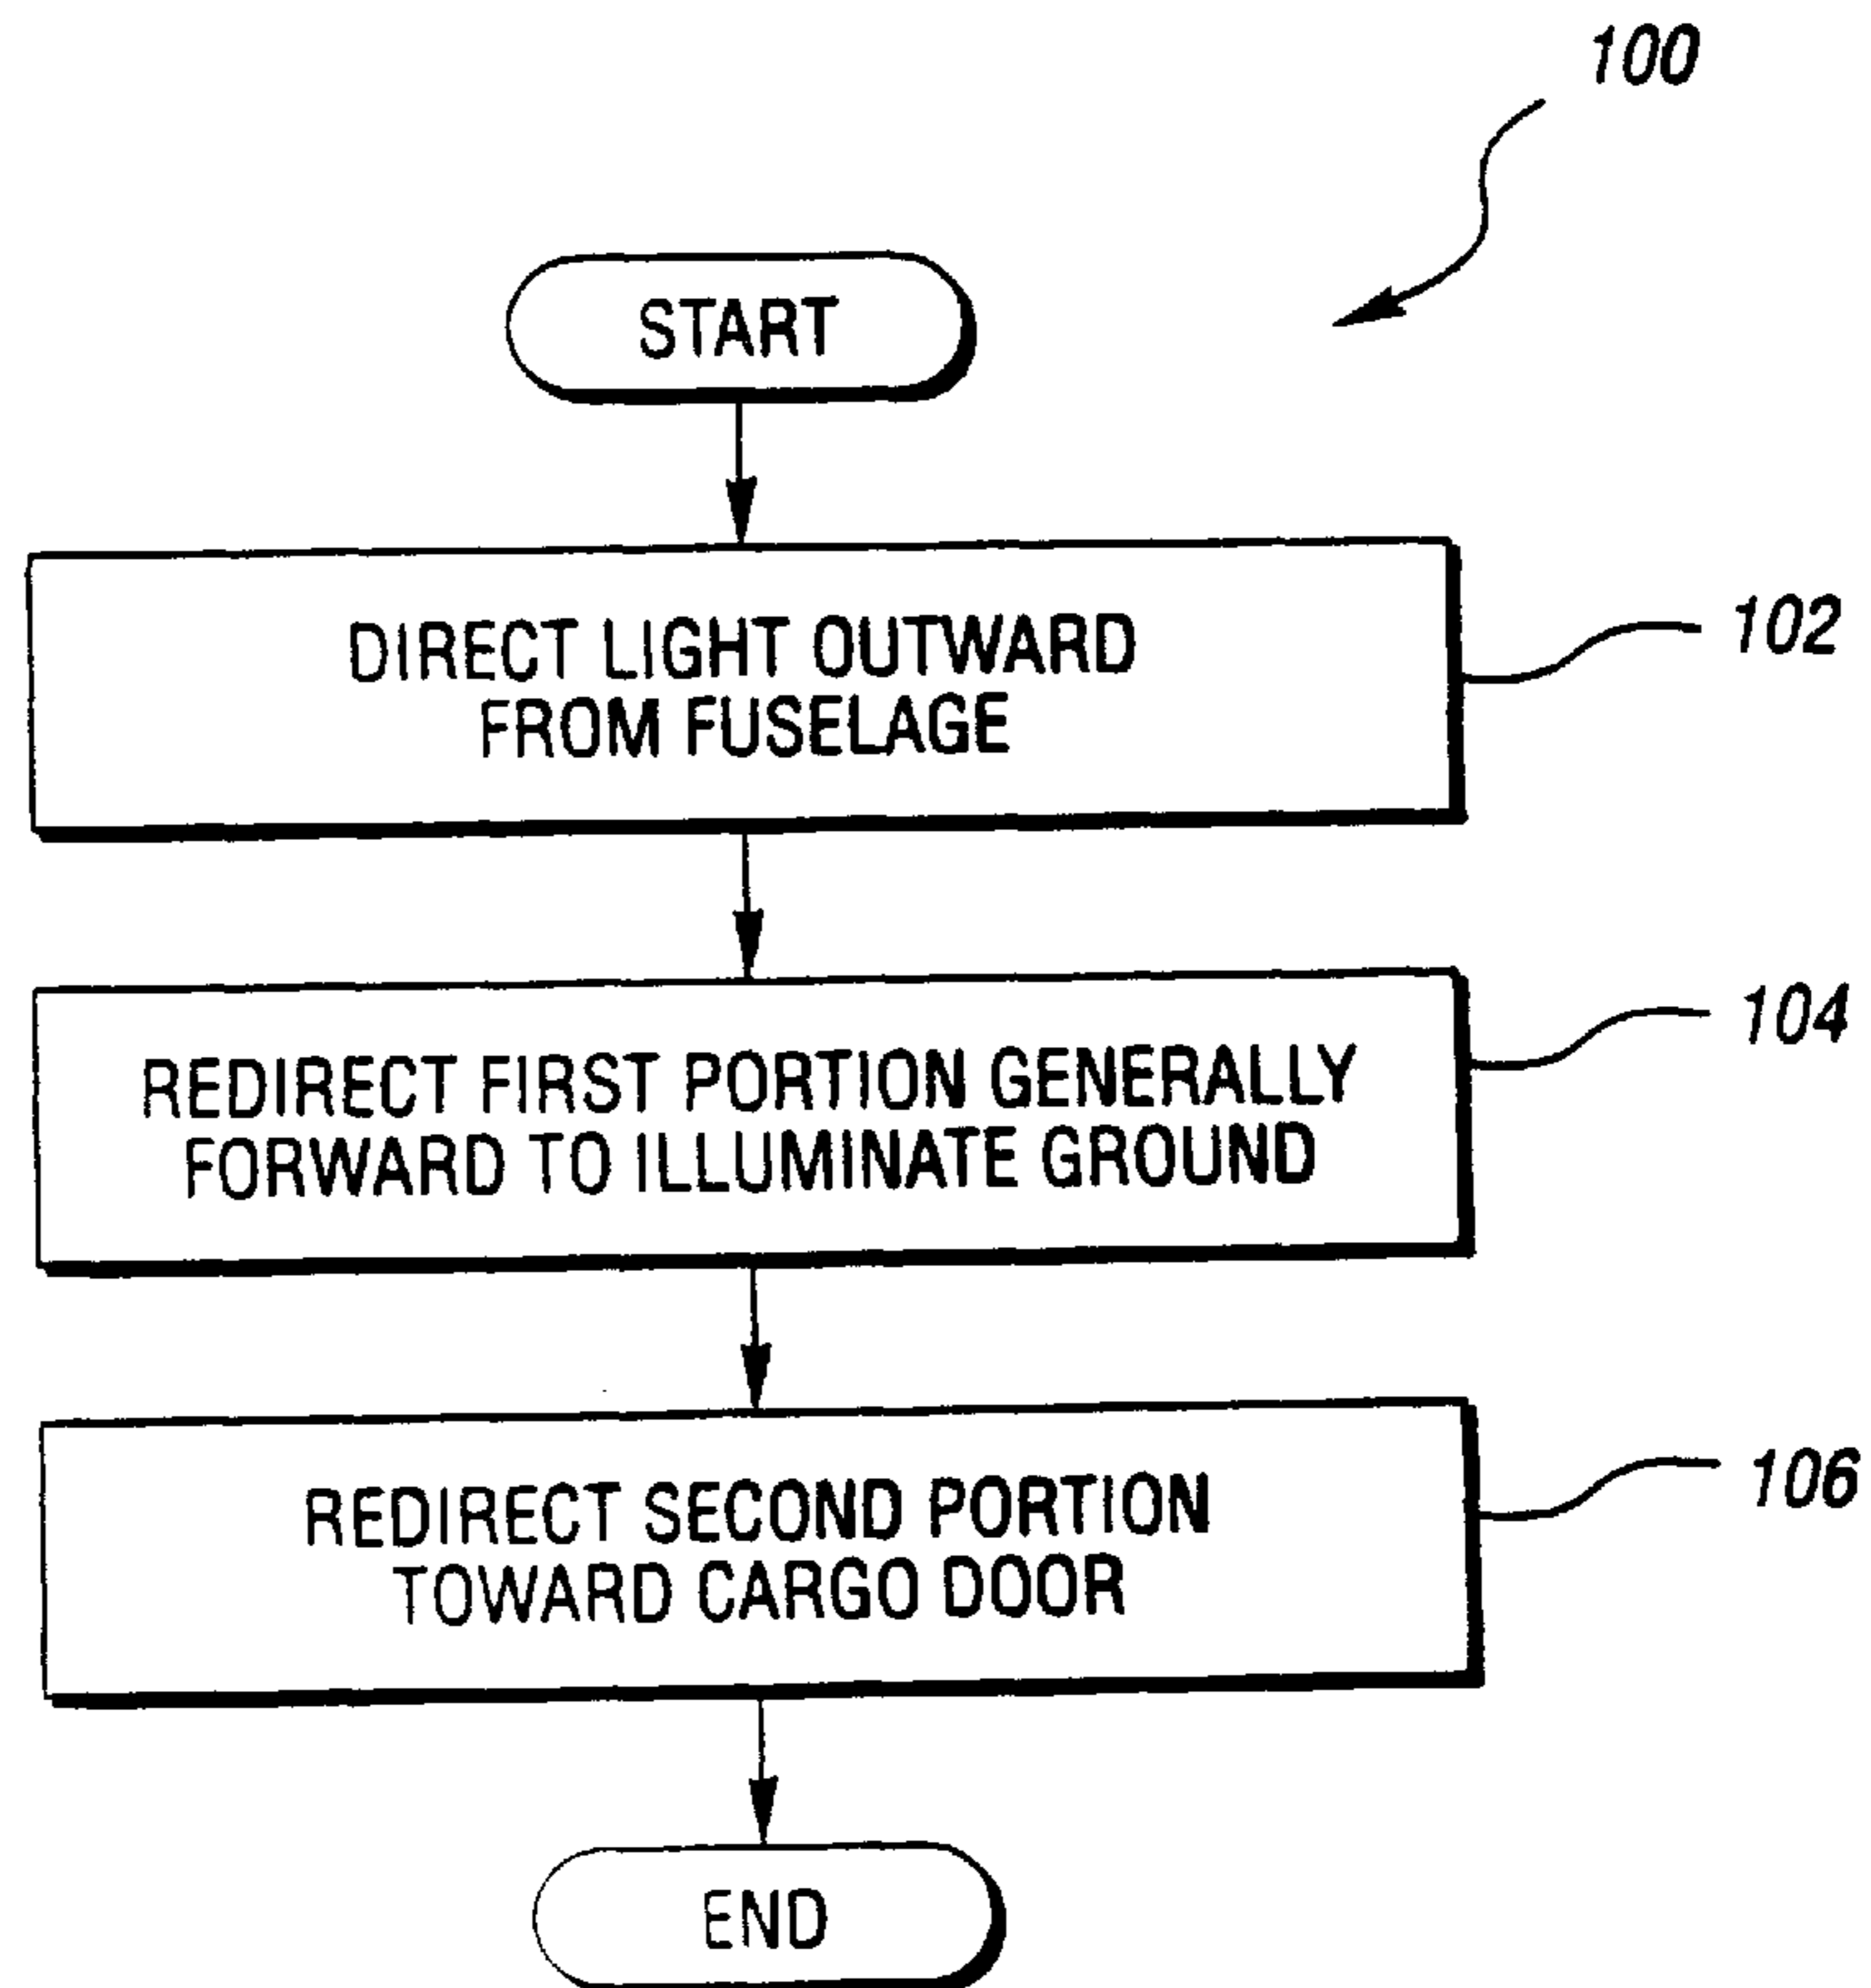 100
START
DIRECT LIGHT OUTWARD
FROM FUSELAGE
102
REDIRECT FIRST PORTION GENERALLY
FORWARD TO ILLUMINATE GROUND
104
REDIRECT SECOND PORTION
TOWARD CARGO DOOR
106
END